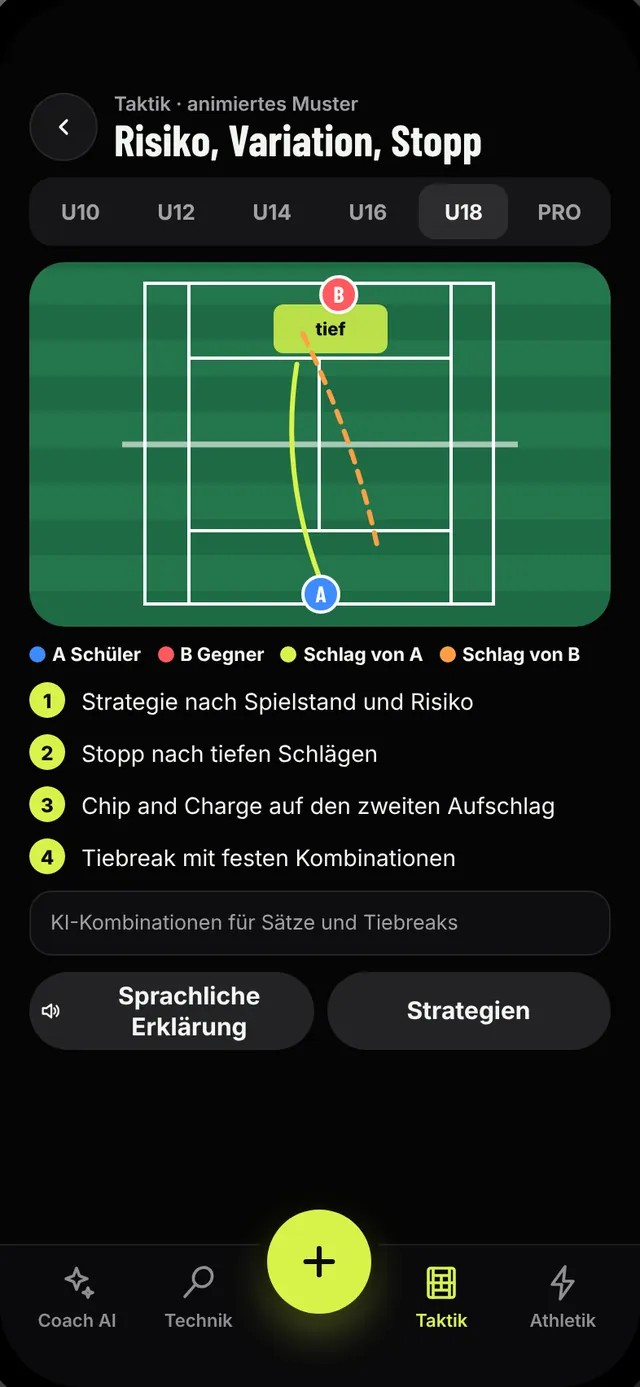 Taktik · animiertes Muster
Risiko, Variation, Stopp
U10 U12 U14 U16 U18 PRO
B
tief
A
A Schüler B Gegner Schlag von A Schlag von B
1 Strategie nach Spielstand und Risiko
2 Stopp nach tiefen Schlägen
3 Chip and Charge auf den zweiten Aufschlag
4 Tiebreak mit festen Kombinationen
KI-Kombinationen für Sätze und Tiebreaks
Sprachliche
Erklärung
Strategien
Coach AI Technik Taktik Athletik